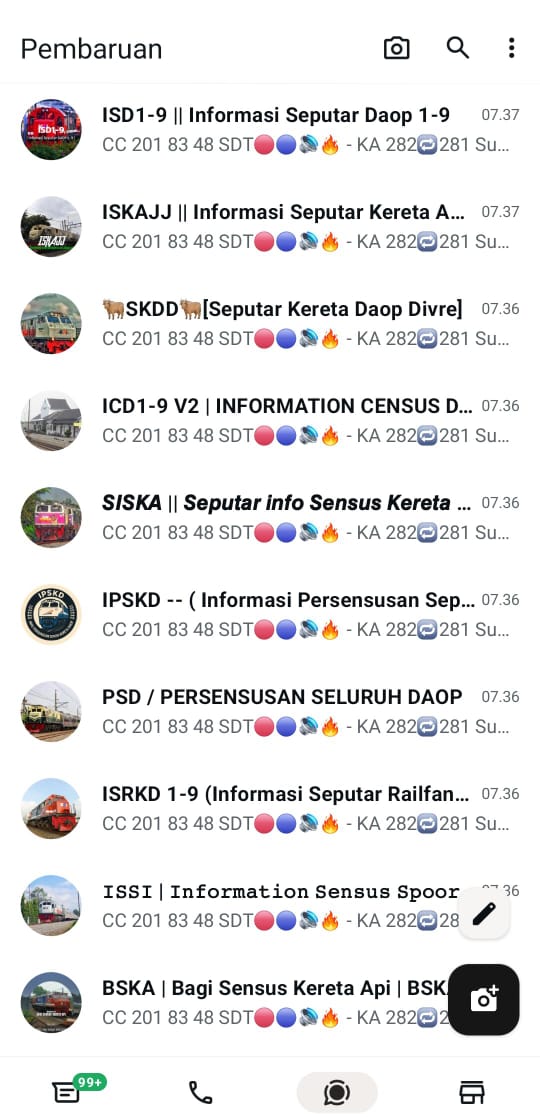 Pembaruan
ISD1-9 || Informasi Seputar Daop 1-9 07.37
CC 201 83 48 SDT🔴🔵🔊🔥 - KA 282🔁281 Su...
ISKAJJ || Informasi Seputar Kereta A... 07.37
CC 201 83 48 SDT🔴🔵🔊🔥 - KA 282🔁281 Su...
🐂SKDD🐂[Seputar Kereta Daop Divre] 07.36
CC 201 83 48 SDT🔴🔵🔊🔥 - KA 282🔁281 Su...
ICD1-9 V2 | INFORMATION CENSUS D... 07.36
CC 201 83 48 SDT🔴🔵🔊🔥 - KA 282🔁281 Su...
SISKA || Seputar info Sensus Kereta ... 07.36
CC 201 83 48 SDT🔴🔵🔊🔥 - KA 282🔁281 Su...
IPSKD -- ( Informasi Persensusan Sep... 07.36
CC 201 83 48 SDT🔴🔵🔊🔥 - KA 282🔁281 Su...
PSD / PERSENSUSAN SELURUH DAOP 07.36
CC 201 83 48 SDT🔴🔵🔊🔥 - KA 282🔁281 Su...
ISRKD 1-9 (Informasi Seputar Railfan... 07.36
CC 201 83 48 SDT🔴🔵🔊🔥 - KA 282🔁281 Su...
ISSI | Information Sensus Spoor 07.36
CC 201 83 48 SDT🔴🔵🔊🔥 - KA 282🔁28
BSKA | Bagi Sensus Kereta Api | BSK
CC 201 83 48 SDT🔴🔵🔊🔥 - KA 282🔁2
99+